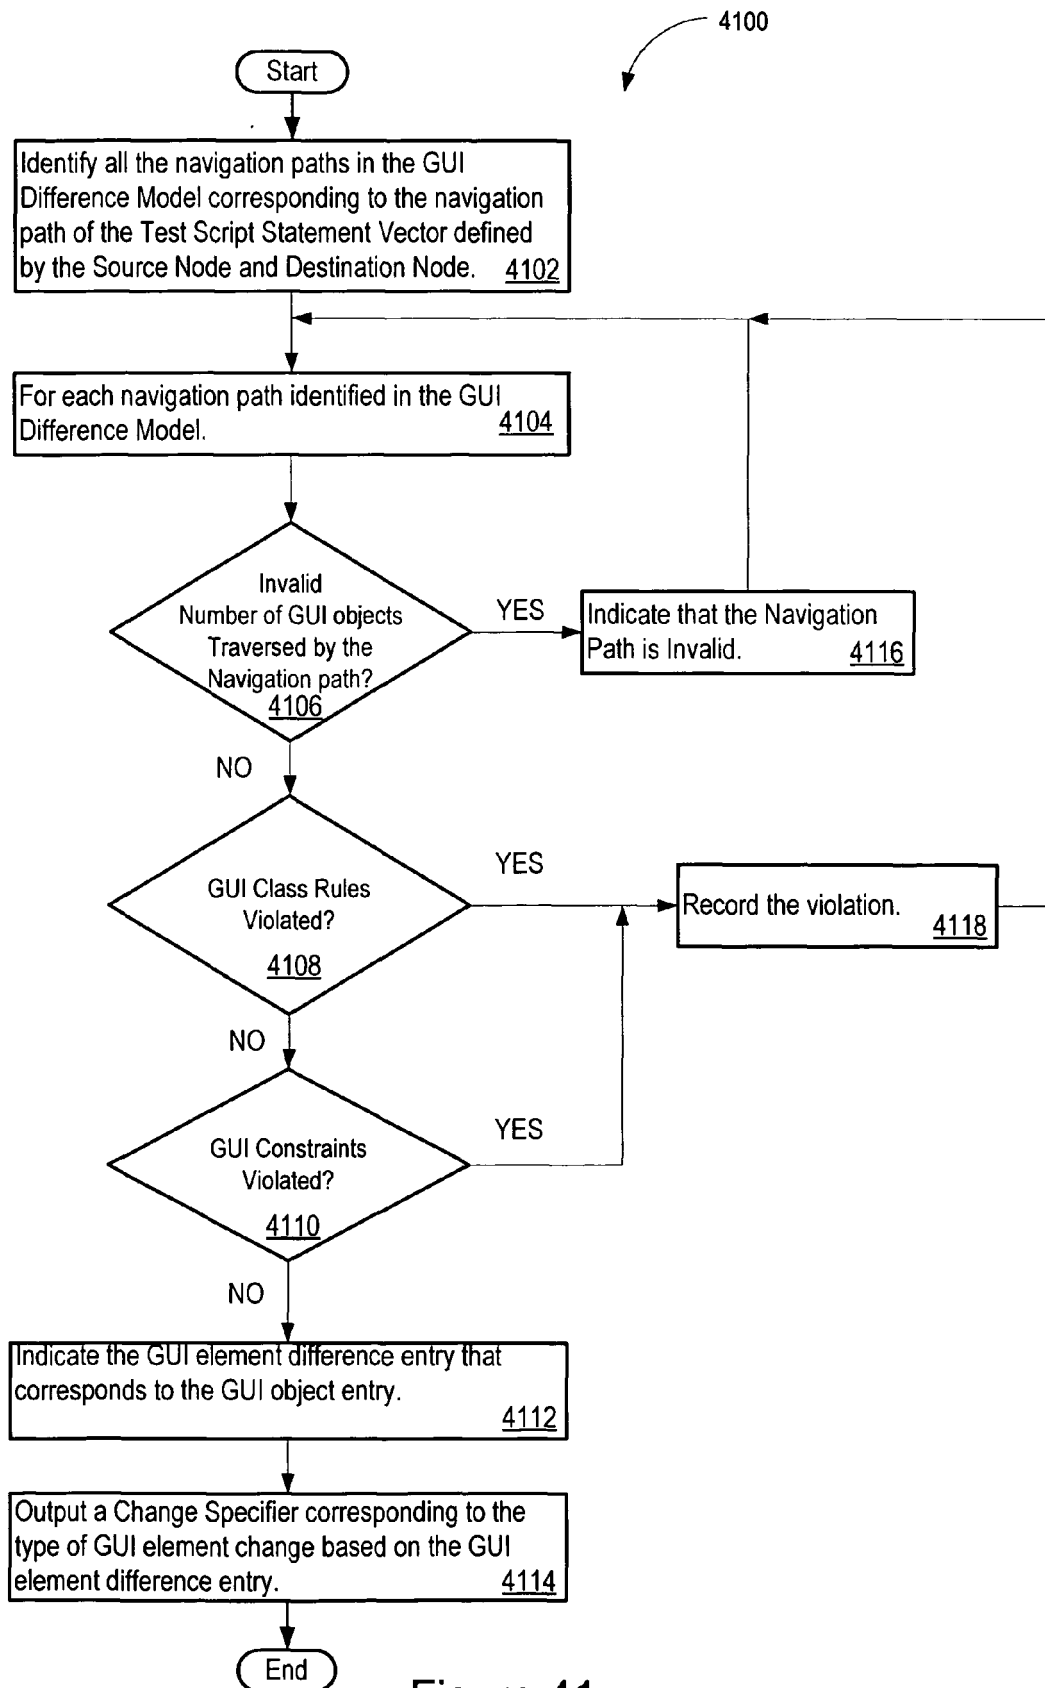 4100
Start
Identify all the navigation paths in the GUI
Difference Model corresponding to the navigation
path of the Test Script Statement Vector defined
by the Source Node and Destination Node. 4102
For each navigation path identified in the GUI
Difference Model. 4104
Invalid
Number of GUI objects
Traversed by the
Navigation path?
4106
YES
Indicate that the Navigation
Path is Invalid. 4116
NO
GUI Class Rules
Violated?
4108
YES
Record the violation.
4118
NO
GUI Constraints
Violated?
4110
YES
NO
Indicate the GUI element difference entry that
corresponds to the GUI object entry.
4112
Output a Change Specifier corresponding to the
type of GUI element change based on the GUI
element difference entry. 4114
End
Figure 41